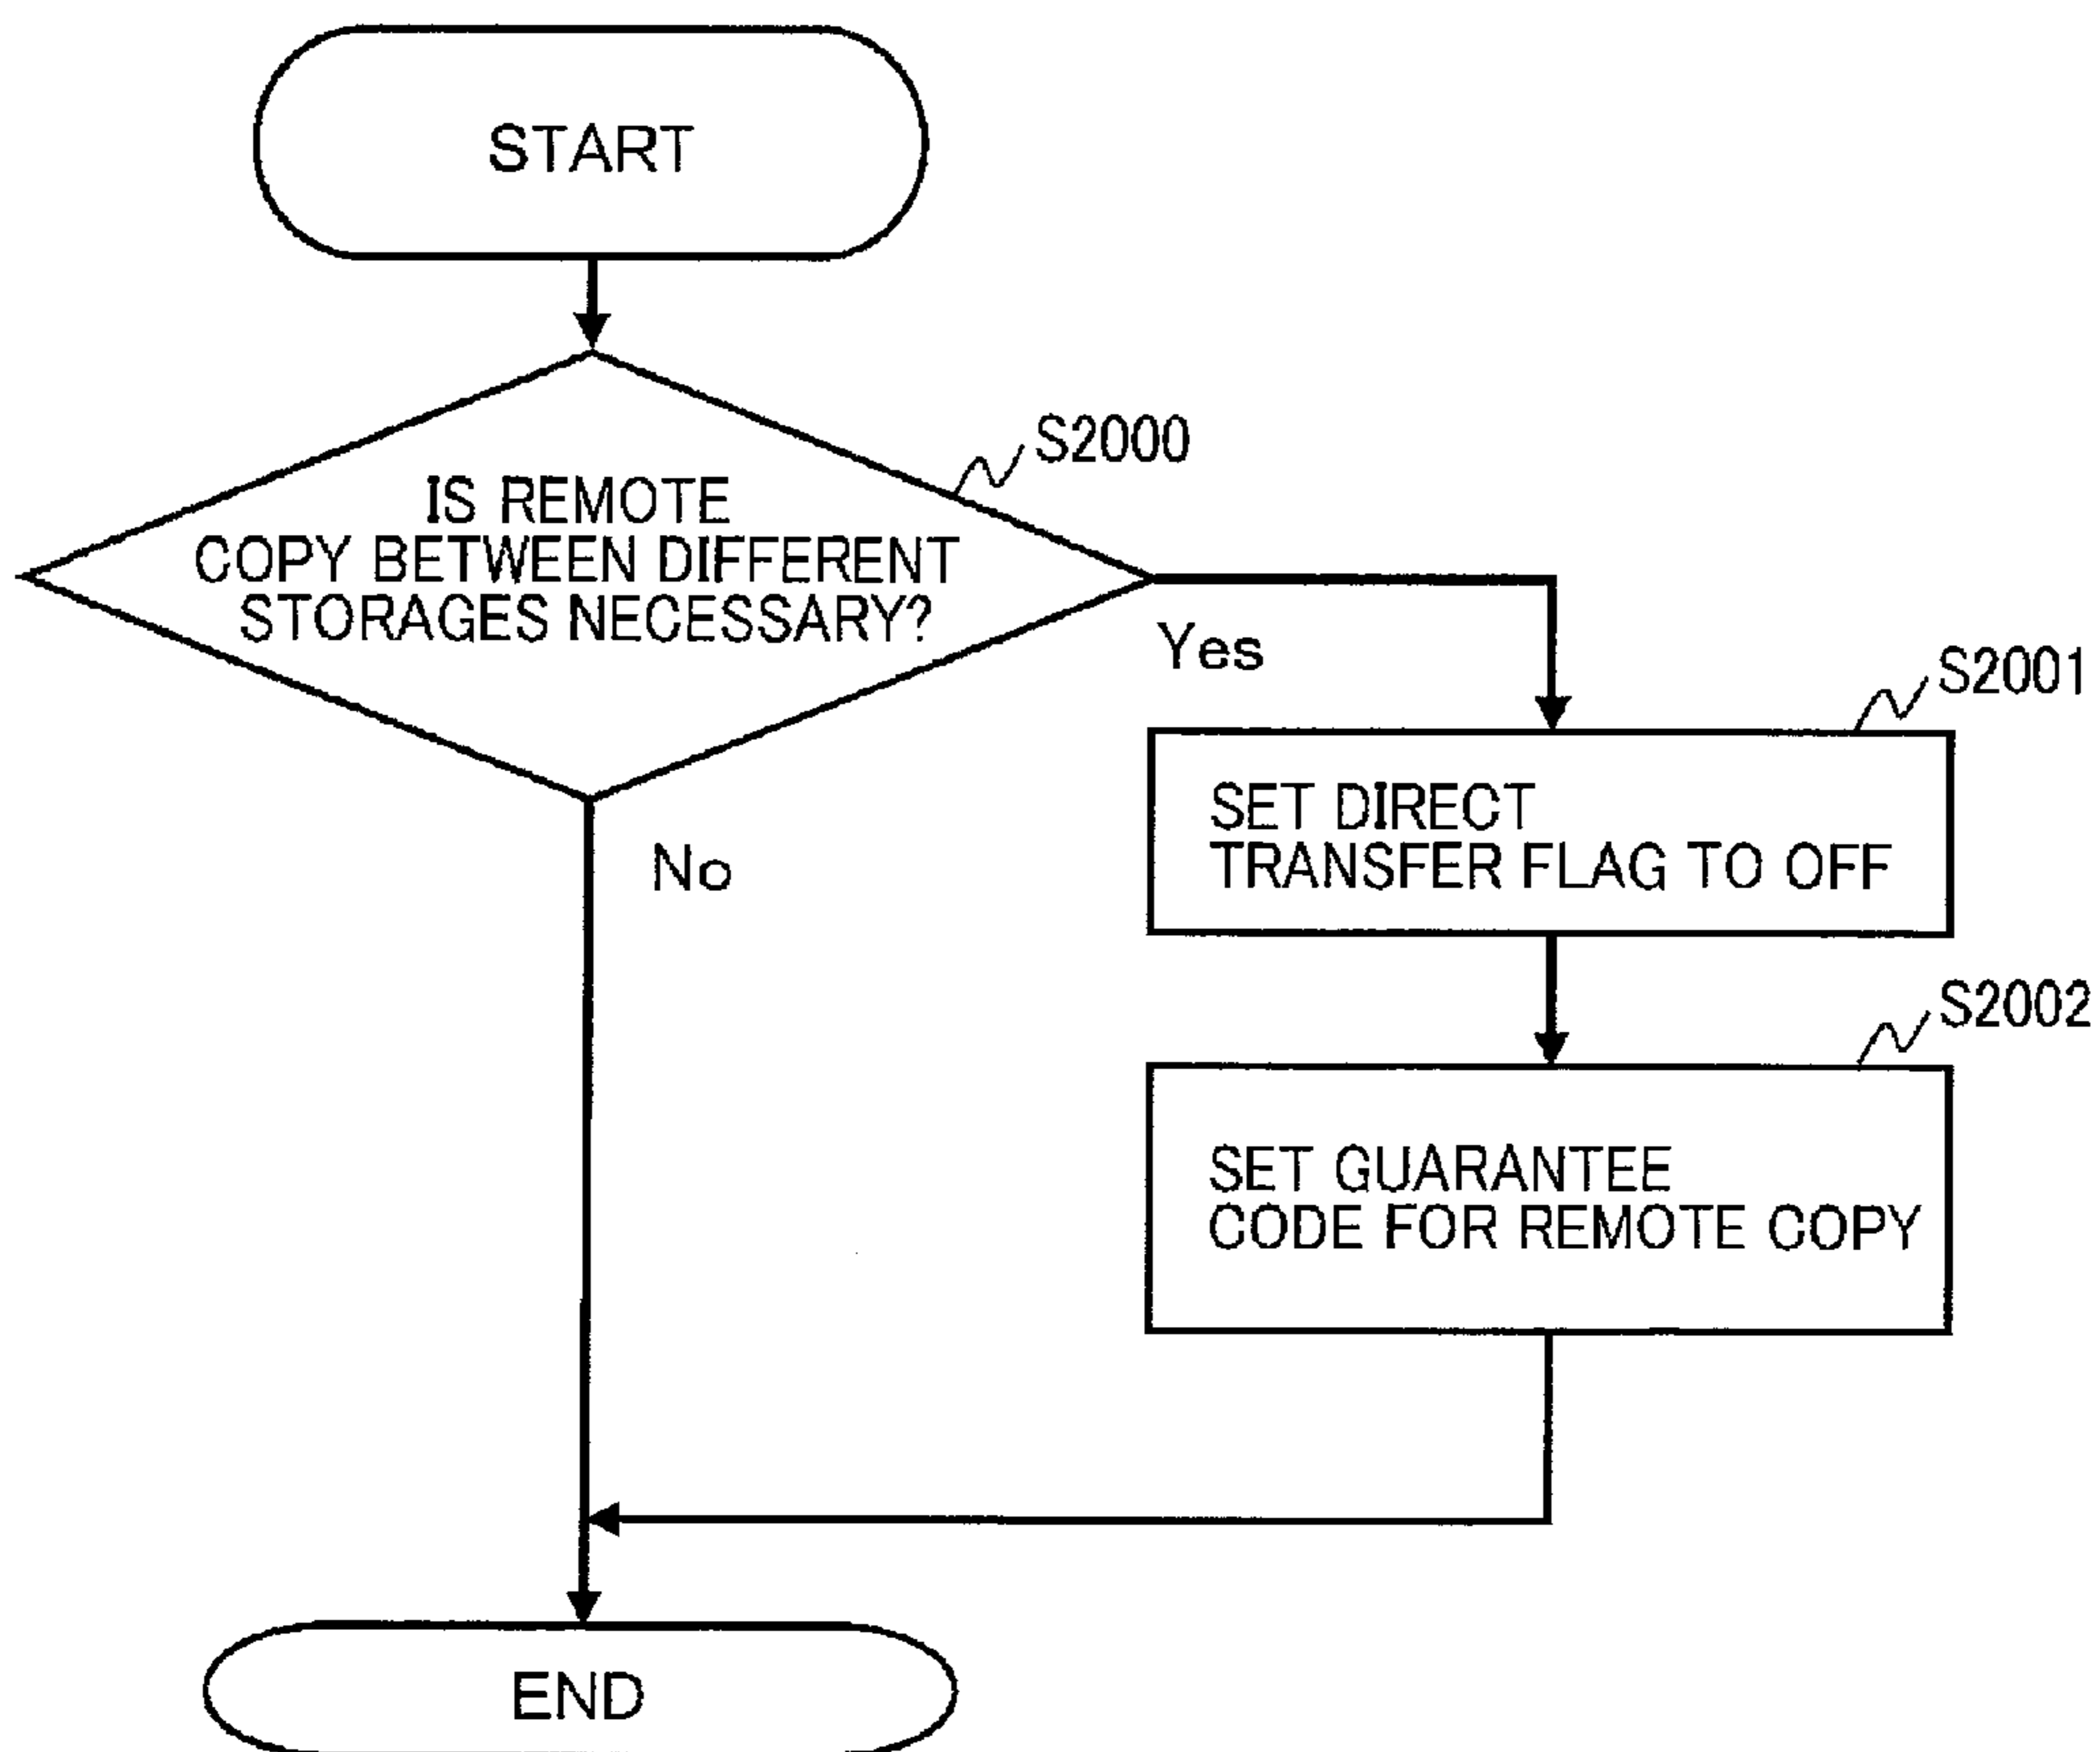 START
S2000
IS REMOTE
COPY BETWEEN DIFFERENT
STORAGES NECESSARY?
Yes
S2001
SET DIRECT
TRANSFER FLAG TO OFF
No
S2002
SET GUARANTEE
CODE FOR REMOTE COPY
END